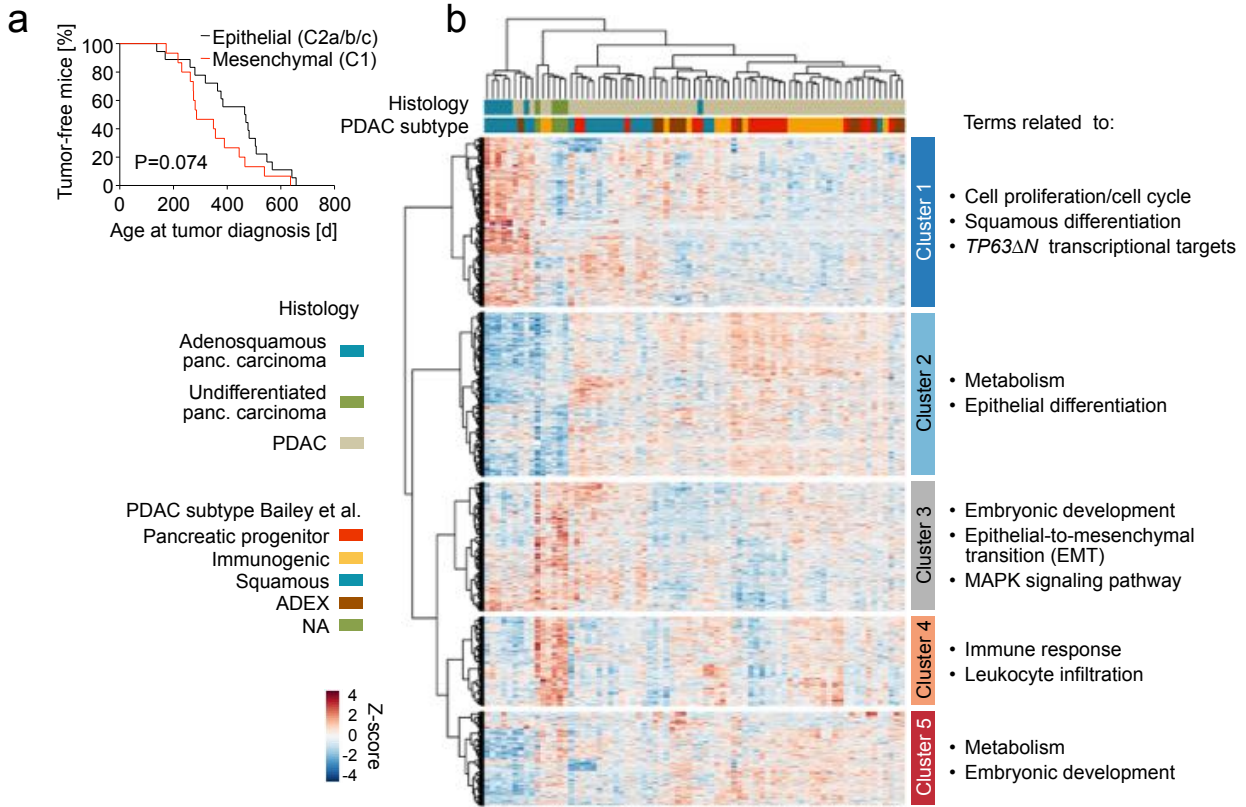 a
Tumor-free mice [%]
100
80
60
40
20
0
Epithelial (C2a/b/c)
Mesenchymal (C1)
P=0.074
0 200 400 600 800
Age at tumor diagnosis [d]
Histology
Adenosquamous
panc. carcinoma
Undifferentiated
panc. carcinoma
PDAC
PDAC subtype Bailey et al.
Pancreatic progenitor
Immunogenic
Squamous
ADEX
NA
4
2
0
-2
-4
Z-score
b
Histology
PDAC subtype
Terms related to:
Cluster 1
• Cell proliferation/cell cycle
• Squamous differentiation
• TP63ΔN transcriptional targets
Cluster 2
• Metabolism
• Epithelial differentiation
Cluster 3
• Embryonic development
• Epithelial-to-mesenchymal
transition (EMT)
• MAPK signaling pathway
Cluster 4
• Immune response
• Leukocyte infiltration
Cluster 5
• Metabolism
• Embryonic development